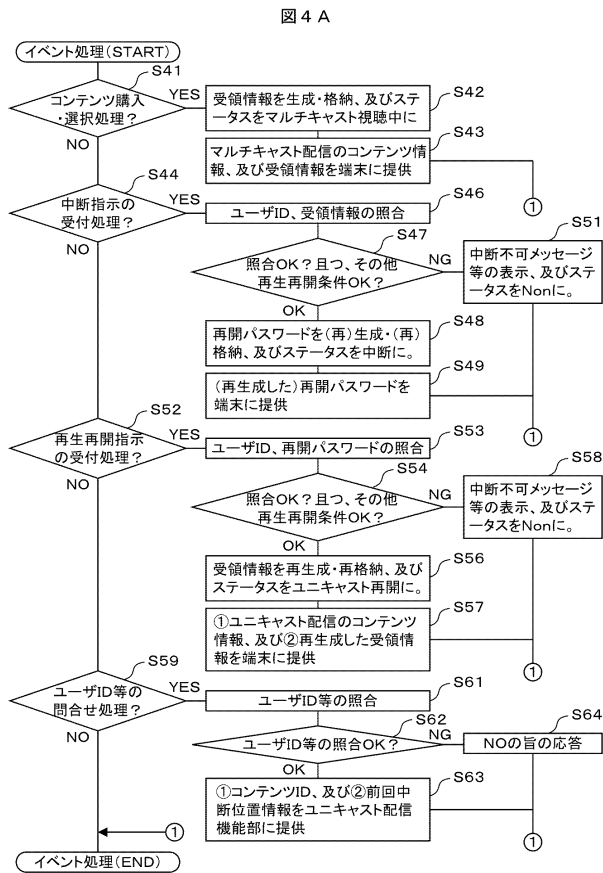 図４Ａ
イベント処理（START）
S41
コンテンツ購入
・選択処理？
YES
NO
S42
受領情報を生成・格納、及びステ
ータスをマルチキャスト視聴中に
S43
マルチキャスト配信のコンテンツ情
報、及び受領情報を端末に提供
①
S44
中断指示の
受付処理？
YES
NO
S46
ユーザID、受領情報の照合
S47
照合OK？且つ、その他
再生再開条件OK？
NG
OK
S51
中断不可メッセージ
等の表示、及びステ
ータスをNonに。
S48
再開パスワードを（再）生成・（再）
格納、及びステータスを中断に。
S49
（再生成した）再開パスワードを
端末に提供
①
S52
再生再開指示
の受付処理？
YES
NO
S53
ユーザID、再開パスワードの照合
S54
照合OK？且つ、その他
再生再開条件OK？
NG
OK
S58
中断不可メッセージ
等の表示、及びステ
ータスをNonに。
S56
受領情報を再生成・再格納、及び
ステータスをユニキャスト再開に。
S57
①ユニキャスト配信のコンテンツ
情報、及び②再生成した受領情
報を端末に提供
①
S59
ユーザID等の
問合せ処理？
YES
NO
S61
ユーザID等の照合
S62
ユーザID等の照合OK？
NG
OK
S64
NOの旨の応答
S63
①コンテンツID、及び②前回中
断位置情報をユニキャスト配信
機能部に提供
①
①
イベント処理（END）